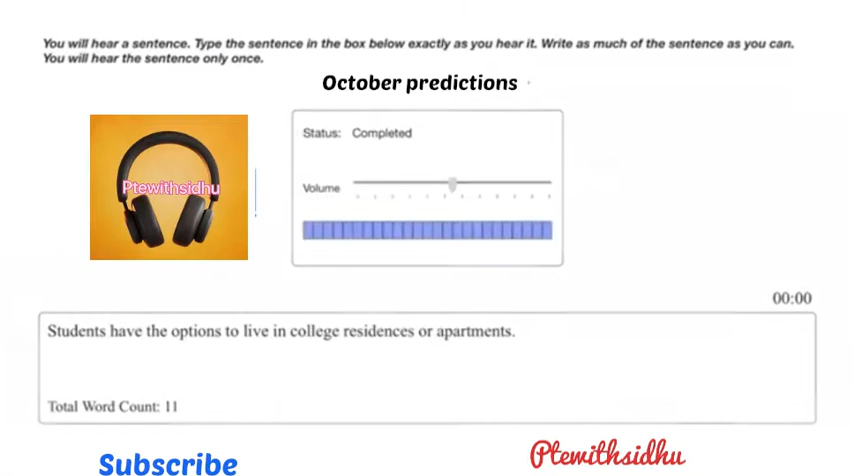 You will hear a sentence. Type the sentence in the box below exactly as you hear it. Write as much of the sentence as you can.
You will hear the sentence only once.
October predictions
Ptewithsidhu
Status: Completed
Volume
00:00
Students have the options to live in college residences or apartments.
Total Word Count: 11
Subscribe
Ptewithsidhu